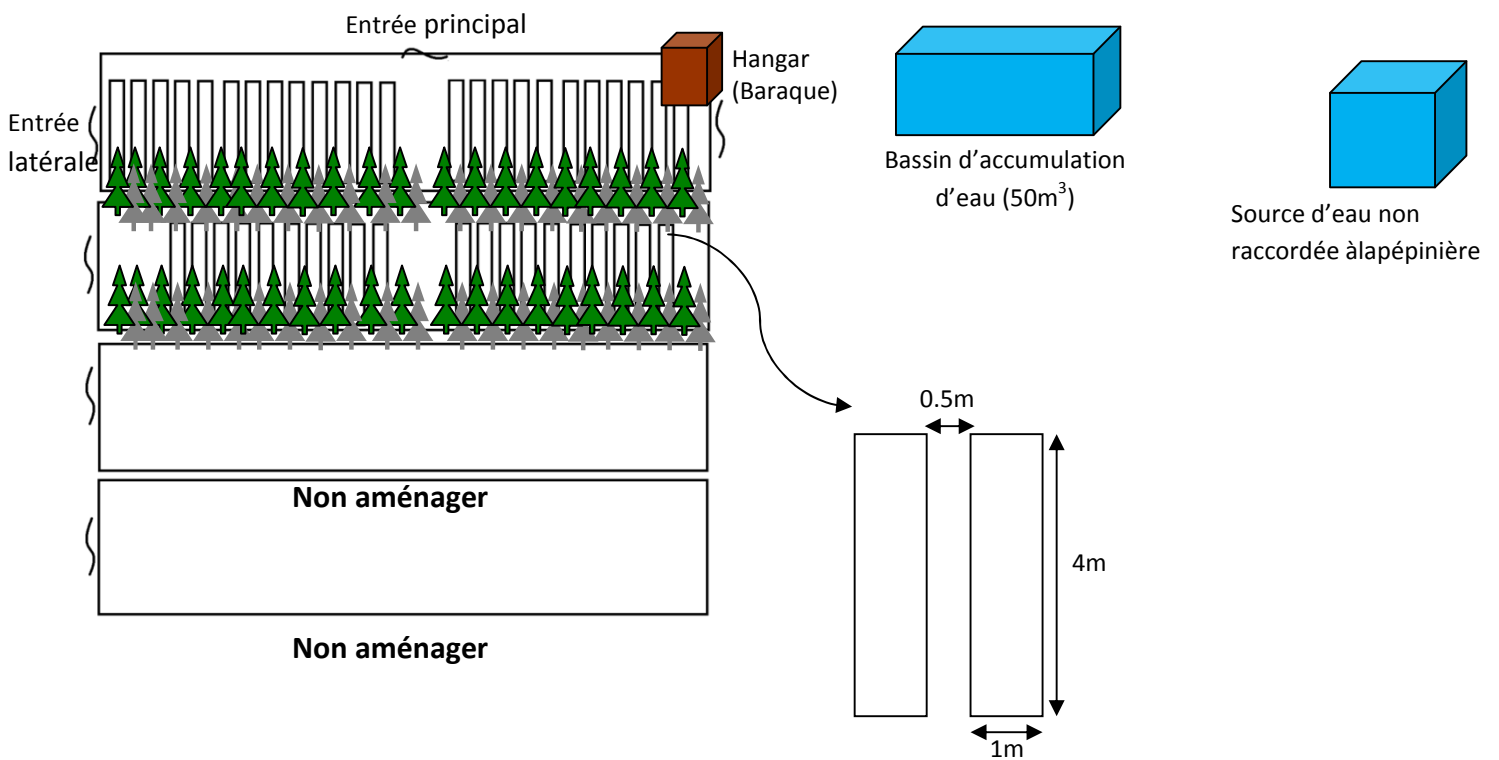 Entrée principal
Hangar
(Baraque)
Entrée
latérale
Bassin d'accumulation
d'eau (50m³)
Source d'eau non
raccordée àlapépinière
0.5m
Non aménager
4m
Non aménager
1m